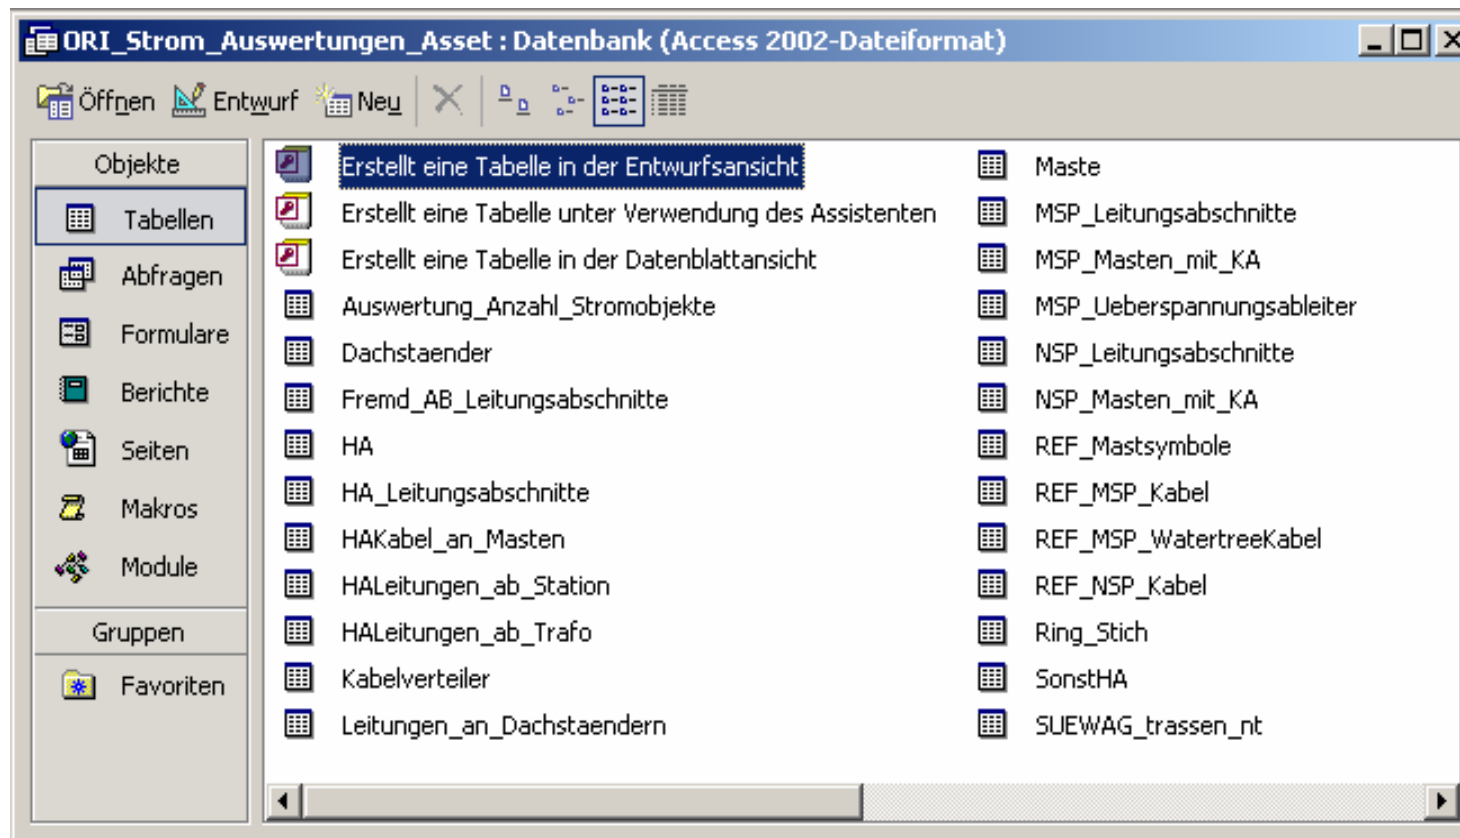 ORI_Strom_Auswertungen_Asset : Datenbank (Access 2002-Dateiformat)
Öffnen Entwurf Neu
Objekte
Tabellen
Abfragen
Formulare
Berichte
Seiten
Makros
Module
Gruppen
Favoriten
Erstellt eine Tabelle in der Entwurfsansicht
Erstellt eine Tabelle unter Verwendung des Assistenten
Erstellt eine Tabelle in der Datenblattansicht
Auswertung_Anzahl_Stromobjekte
Dachstaender
Fremd_AB_Leitungsabschnitte
HA
HA_Leitungsabschnitte
HAKabel_an_Masten
HALeitungen_ab_Station
HALeitungen_ab_Trafo
Kabelverteiler
Leitungen_an_Dachstaendern
Maste
MSP_Leitungsabschnitte
MSP_Masten_mit_KA
MSP_Ueberspannungsableiter
NSP_Leitungsabschnitte
NSP_Masten_mit_KA
REF_Mastsymbole
REF_MSP_Kabel
REF_MSP_WatertreeKabel
REF_NSP_Kabel
Ring_Stich
SonstHA
SUEWAG_trassen_nt